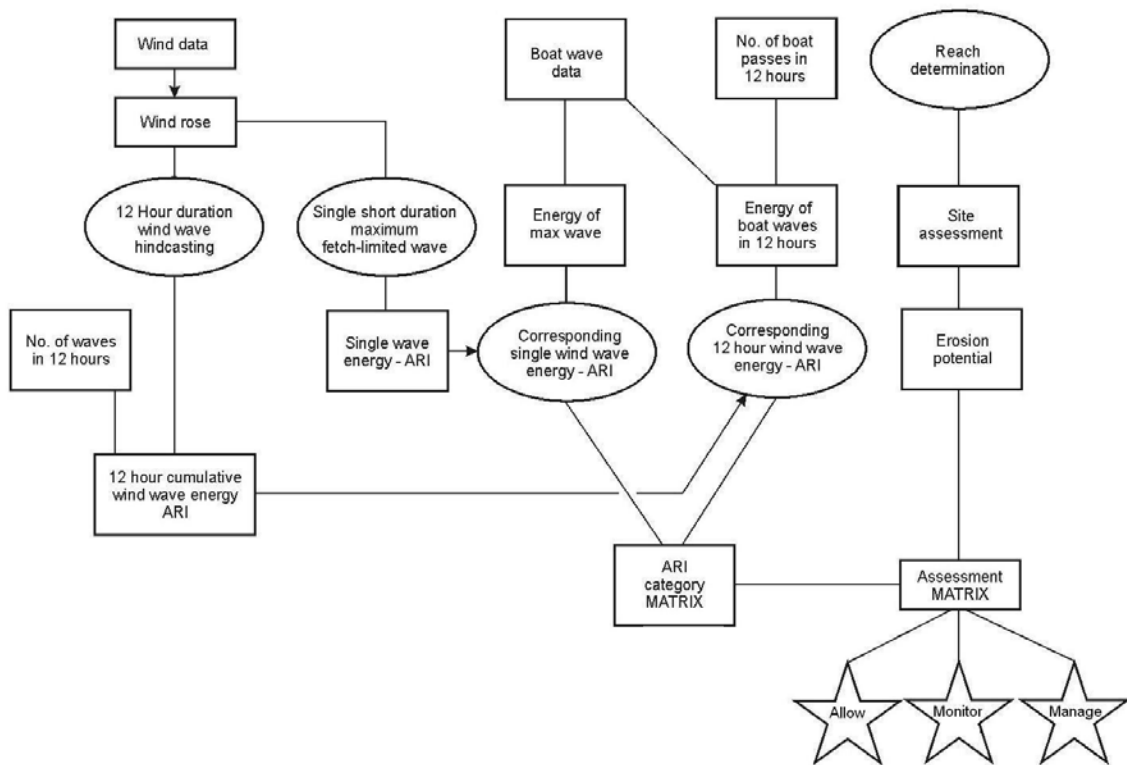 Wind data
Boat wave
data
No. of boat
passes in
12 hours
Reach
determination
Wind rose
12 Hour duration
wind wave
hindcasting
Single short duration
maximum
fetch-limited wave
Energy of
max wave
Energy of
boat waves
in 12 hours
Site
assessment
No. of waves
in 12 hours
Single wave
energy - ARI
Corresponding
single wind wave
energy - ARI
Corresponding
12 hour wind wave
energy - ARI
Erosion
potential
12 hour cumulative
wind wave energy
ARI
ARI
category
MATRIX
Assessment
MATRIX
Allow
Monitor
Manage